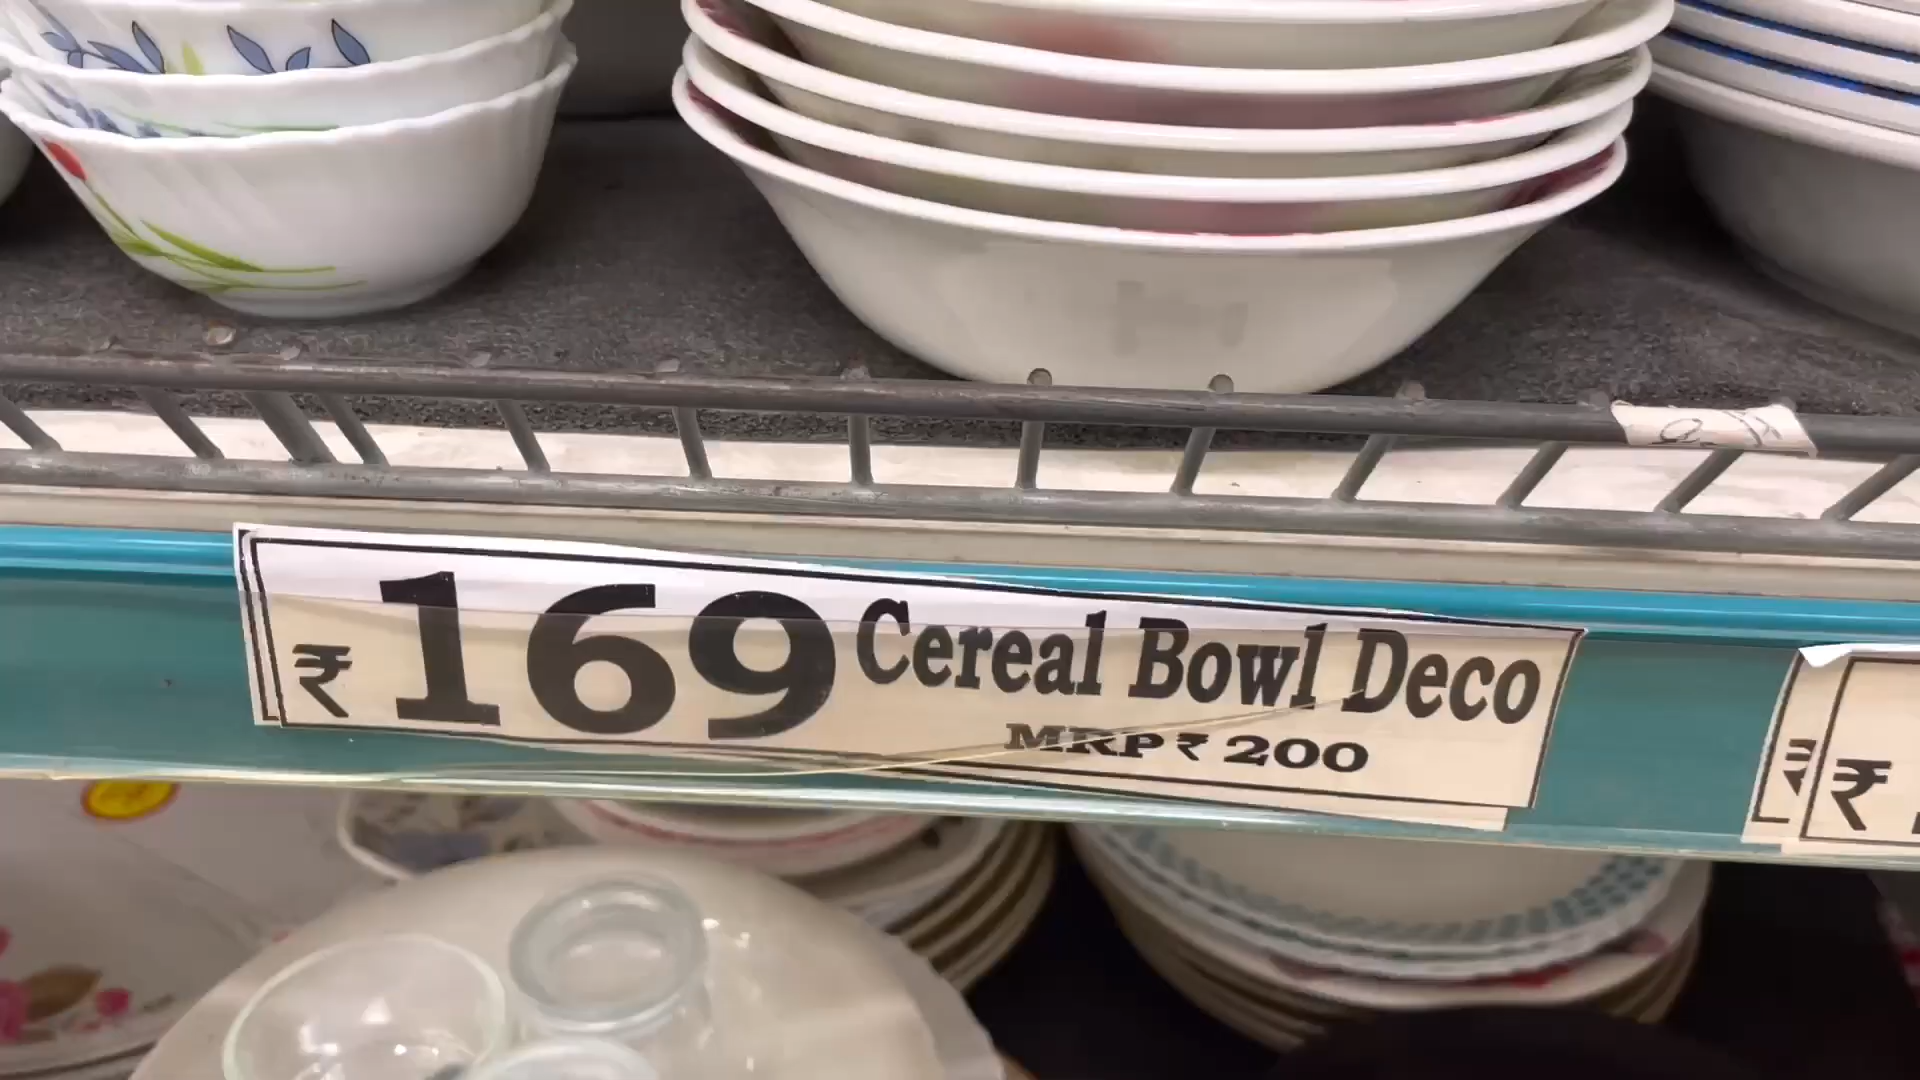 ₹ 169 Cereal Bowl Deco
MRP ₹ 200
₹